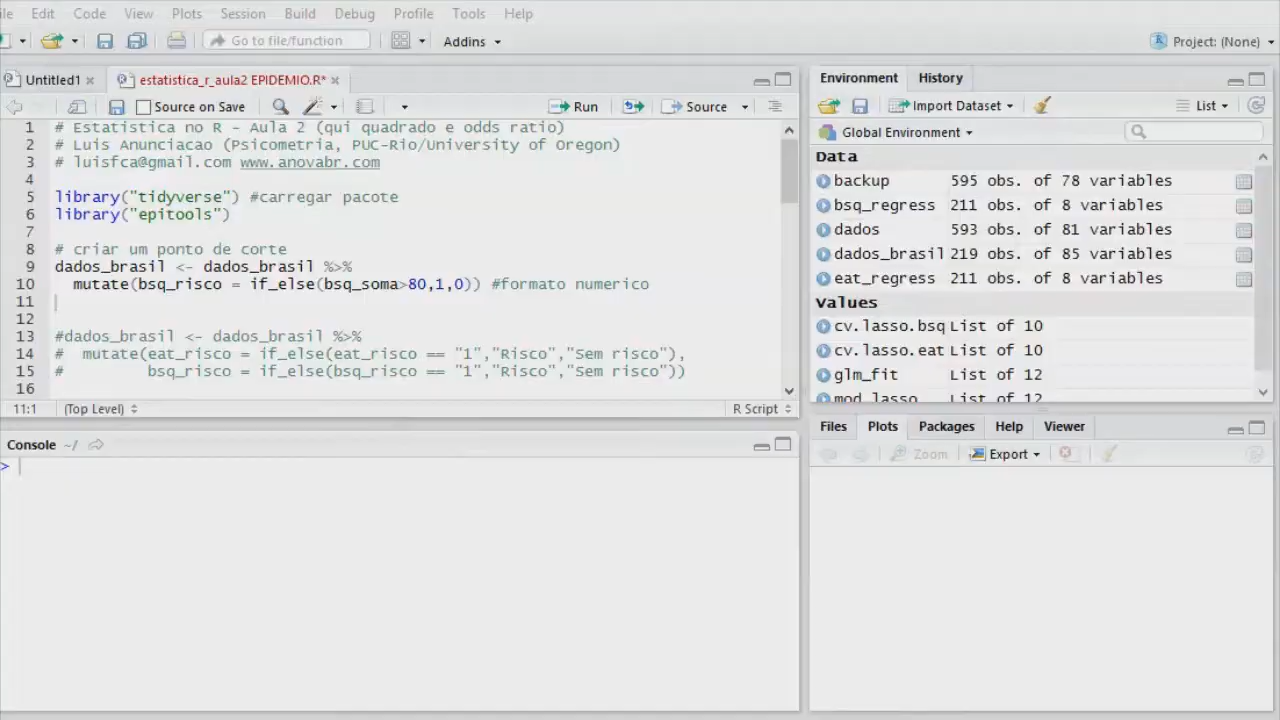 File Edit Code View Plots Session Build Debug Profile Tools Help
Go to file/function Addins Project: (None)
Untitled1 estatistica_r_aula2 EPIDEMIO.R*
Source on Save Run Source
1 # Estatistica no R - Aula 2 (qui quadrado e odds ratio)
2 # Luis Anunciacao (Psicometria, PUC-Rio/University of Oregon)
3 # luisfca@gmail.com www.anovabr.com
4
5 library("tidyverse") #carregar pacote
6 library("epitools")
7
8 # criar um ponto de corte
9 dados_brasil <- dados_brasil %>%
10 mutate(bsq_risco = if_else(bsq_soma>80,1,0)) #formato numerico
11
12
13 #dados_brasil <- dados_brasil %>%
14 # mutate(eat_risco = if_else(eat_risco == "1","Risco","Sem risco"),
15 # bsq_risco = if_else(bsq_risco == "1","Risco","Sem risco"))
16
11:1 (Top Level) R Script
Console ~/
>
Environment History
Import Dataset List
Global Environment
Data
backup 595 obs. of 78 variables
bsq_regress 211 obs. of 8 variables
dados 593 obs. of 81 variables
dados_brasil 219 obs. of 85 variables
eat_regress 211 obs. of 8 variables
Values
cv.lasso.bsq List of 10
cv.lasso.eat List of 10
glm_fit List of 12
mod_lasso List of 12
Files Plots Packages Help Viewer
Zoom Export